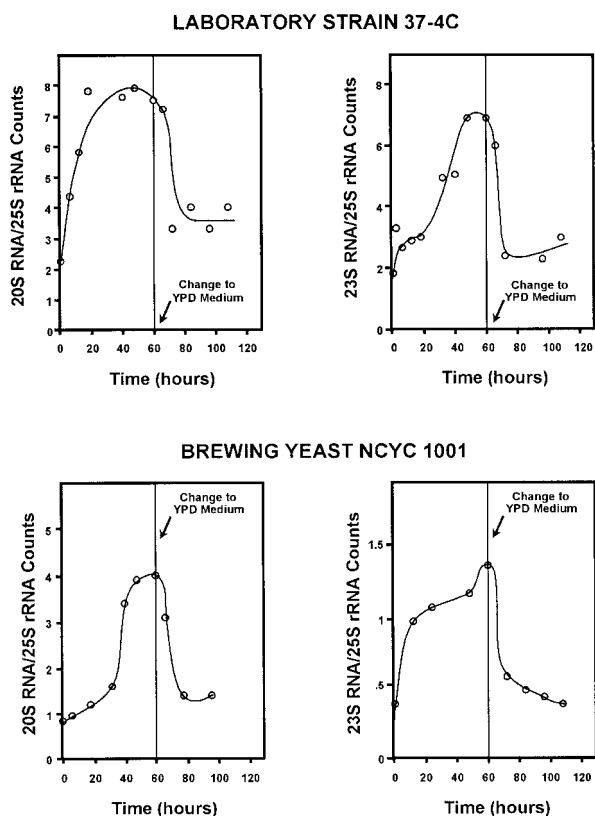 LABORATORY STRAIN 37-4C
20S RNA/25S rRNA Counts
9
8
7
6
5
4
3
2
1
0
0 20 40 60 80 100 120
Time (hours)
Change to
YPD Medium
23S RNA/25S rRNA Counts
8
6
4
2
0
0 20 40 60 80 100 120
Time (hours)
Change to
YPD Medium
BREWING YEAST NCYC 1001
20S RNA/25S rRNA Counts
5
4
3
2
1
0
0 20 40 60 80 100 120
Time (hours)
Change to
YPD Medium
23S RNA/25S rRNA Counts
1.5
1
.5
0
0 20 40 60 80 100 120
Time (hours)
Change to
YPD Medium